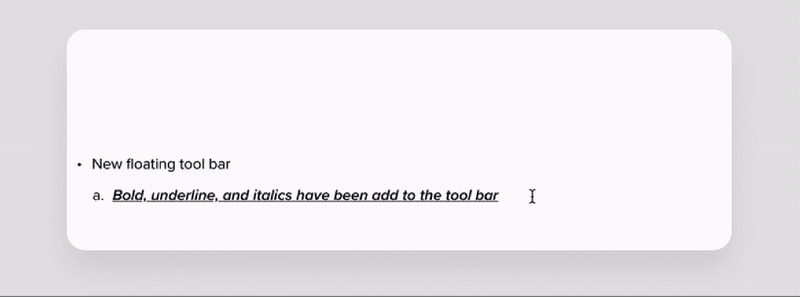 • New floating tool bar
a. Bold, underline, and italics have been add to the tool bar